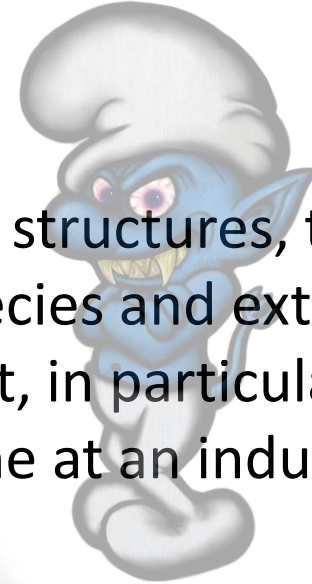 structures, t
ecies and ext
t, in particula
ne at an indu